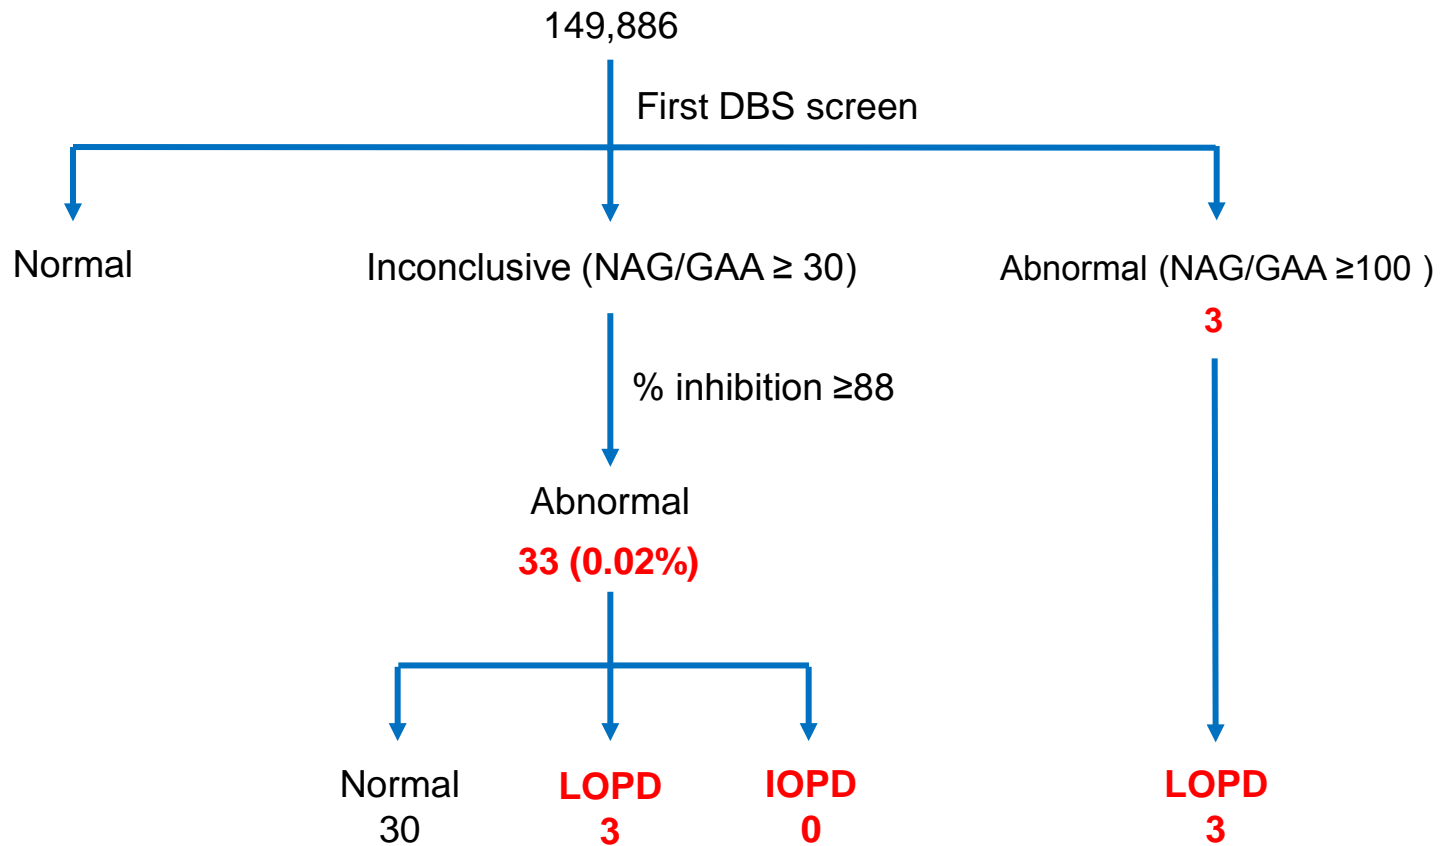 149,886
First DBS screen
Normal
Inconclusive (NAG/GAA ≥ 30)
Abnormal (NAG/GAA ≥100 )
3
% inhibition ≥88
Abnormal
33 (0.02%)
Normal
30
LOPD
3
IOPD
0
LOPD
3